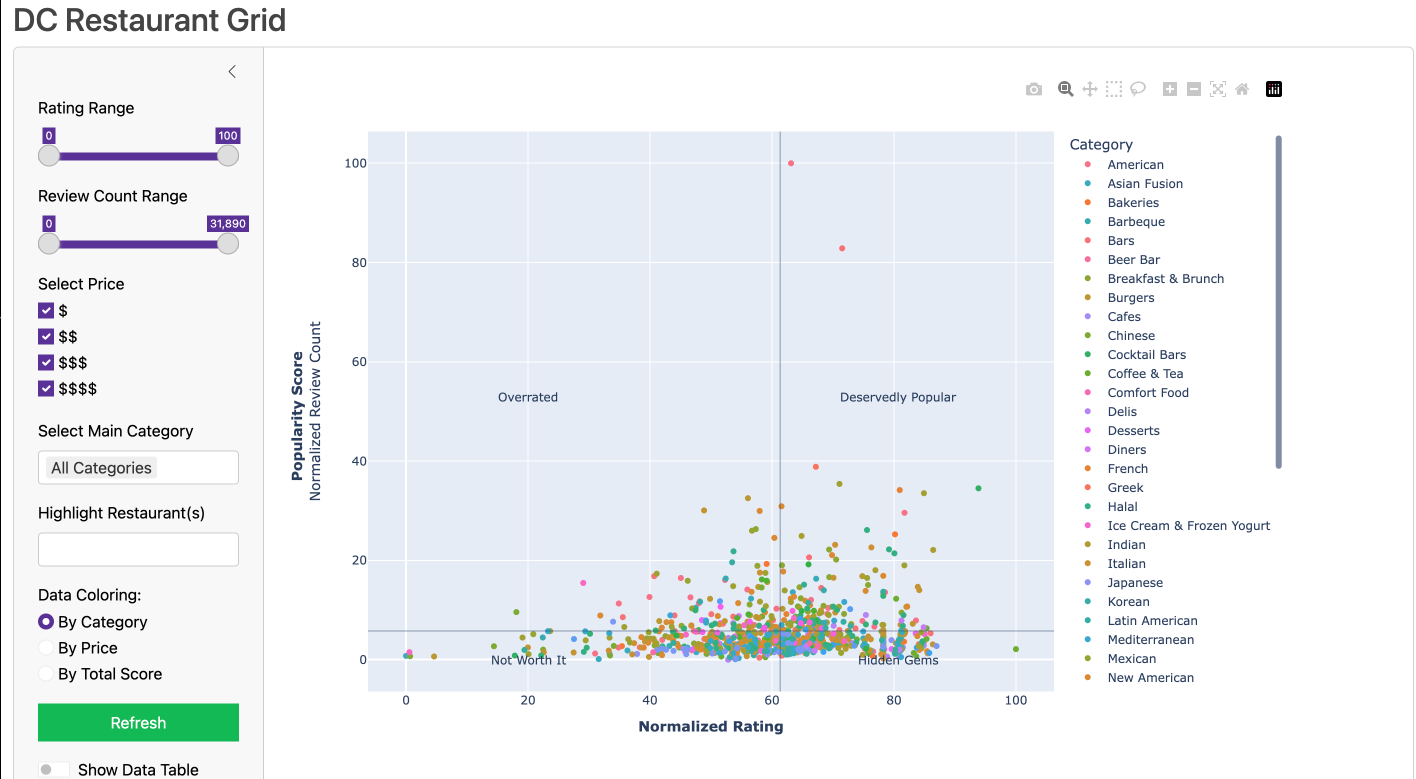 DC Restaurant Grid
Rating Range
0 100
Review Count Range
0 31,890
Select Price
$
$$
$$$
$$$$
Select Main Category
All Categories
Highlight Restaurant(s)
Data Coloring:
By Category
By Price
By Total Score
Refresh
Show Data Table
Popularity Score
Normalized Review Count
100
80
60
40
20
0
Overrated
Deservedly Popular
Not Worth It
Hidden Gems
0 20 40 60 80 100
Normalized Rating
Category
American
Asian Fusion
Bakeries
Barbeque
Bars
Beer Bar
Breakfast & Brunch
Burgers
Cafes
Chinese
Cocktail Bars
Coffee & Tea
Comfort Food
Delis
Desserts
Diners
French
Greek
Halal
Ice Cream & Frozen Yogurt
Indian
Italian
Japanese
Korean
Latin American
Mediterranean
Mexican
New American